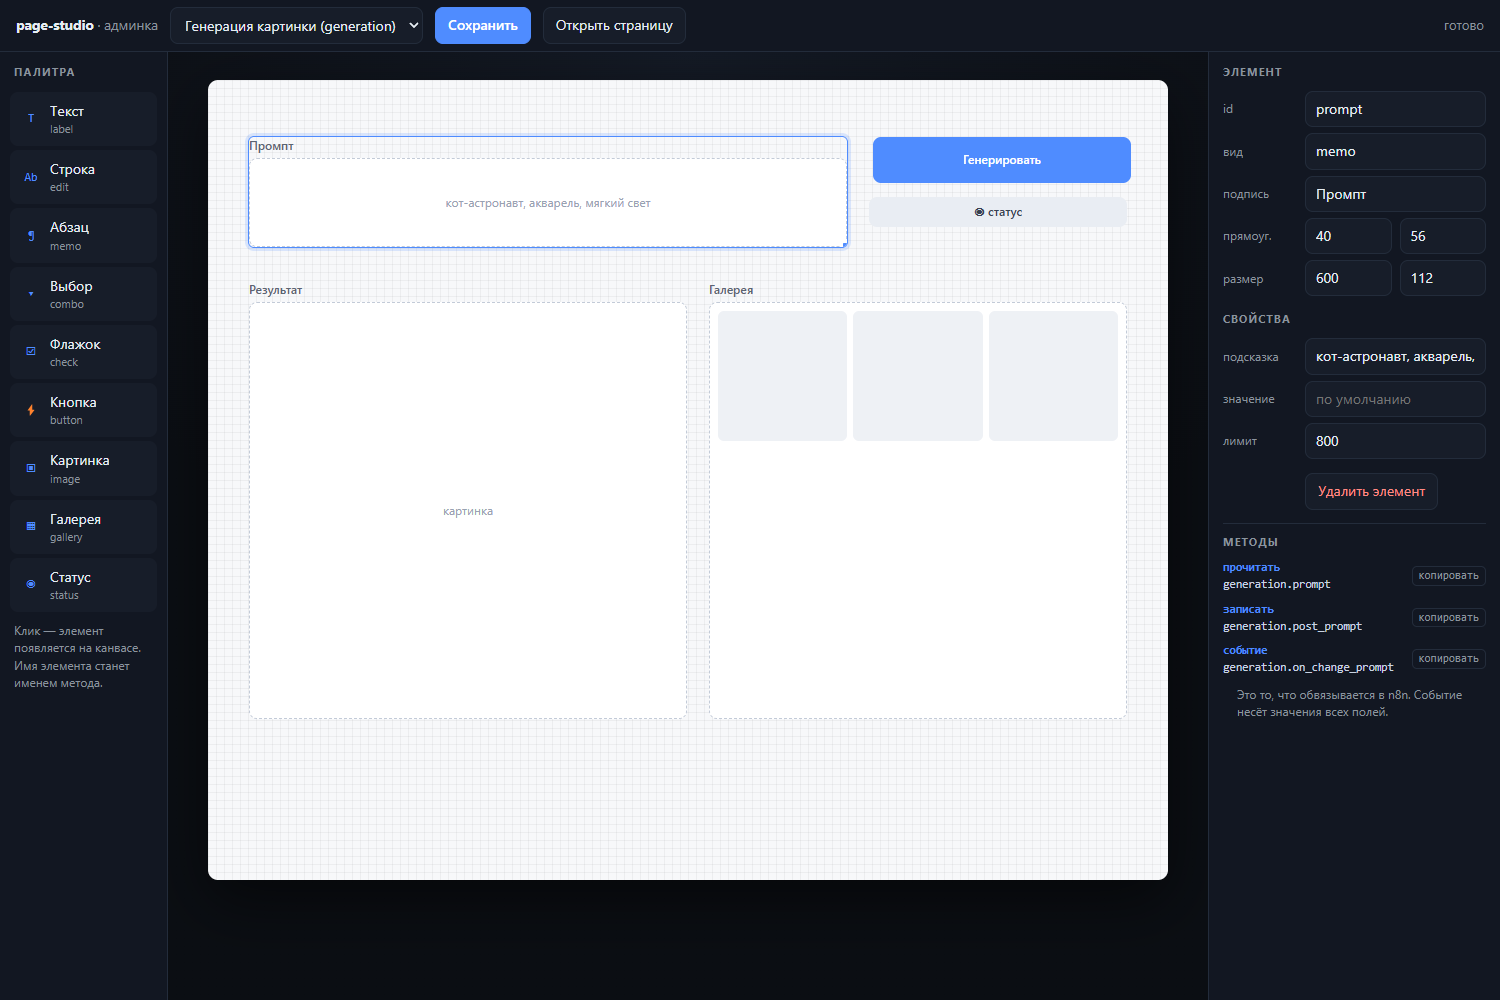 page-studio · админка
Генерация картинки (generation)
Сохранить
Открыть страницу
готово
ПАЛИТРА
T
Текст
label
Ab
Строка
edit
¶
Абзац
memo
Выбор
combo
Флажок
check
Кнопка
button
Картинка
image
Галерея
gallery
Статус
status
Клик — элемент
появляется на канвасе.
Имя элемента станет
именем метода.
Промпт
кот-астронавт, акварель, мягкий свет
Генерировать
статус
Результат
картинка
Галерея
ЭЛЕМЕНТ
id
prompt
вид
memo
подпись
Промпт
прямоуг.
40
56
размер
600
112
СВОЙСТВА
подсказка
кот-астронавт, акварель,
значение
по умолчанию
лимит
800
Удалить элемент
МЕТОДЫ
прочитать
generation.prompt
копировать
записать
generation.post_prompt
копировать
событие
generation.on_change_prompt
копировать
Это то, что обвязывается в n8n. Событие
несёт значения всех полей.